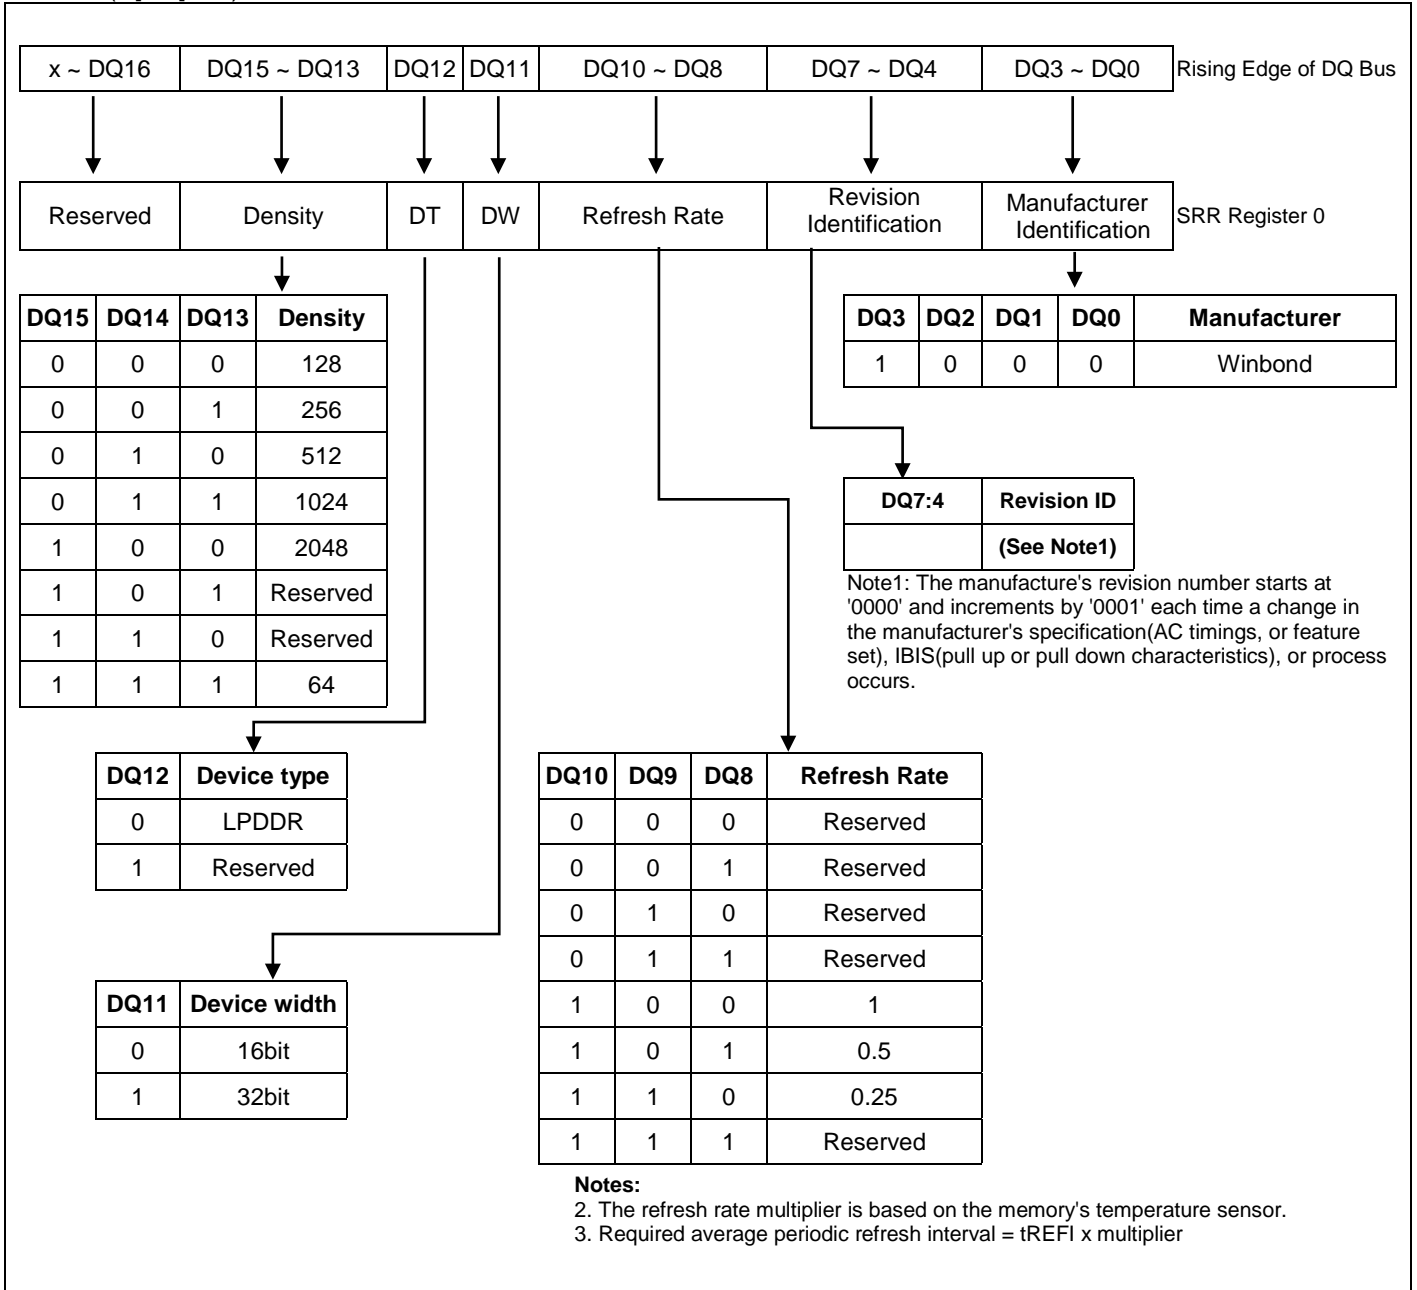 x ~ DQ16 DQ15 ~ DQ13 DQ12 DQ11 DQ10 ~ DQ8 DQ7 ~ DQ4 DQ3 ~ DQ0 Rising Edge of DQ Bus
Reserved Density DT DW Refresh Rate Revision Identification Manufacturer Identification SRR Register 0
DQ15 DQ14 DQ13 Density
0 0 0 128
0 0 1 256
0 1 0 512
0 1 1 1024
1 0 0 2048
1 0 1 Reserved
1 1 0 Reserved
1 1 1 64
DQ3 DQ2 DQ1 DQ0 Manufacturer
1 0 0 0 Winbond
DQ7:4 Revision ID
(See Note1)
Note1: The manufacture's revision number starts at
'0000' and increments by '0001' each time a change in
the manufacturer's specification(AC timings, or feature
set), IBIS(pull up or pull down characteristics), or process
occurs.
DQ12 Device type
0 LPDDR
1 Reserved
DQ11 Device width
0 16bit
1 32bit
DQ10 DQ9 DQ8 Refresh Rate
0 0 0 Reserved
0 0 1 Reserved
0 1 0 Reserved
0 1 1 Reserved
1 0 0 1
1 0 1 0.5
1 1 0 0.25
1 1 1 Reserved
Notes:
2. The refresh rate multiplier is based on the memory's temperature sensor.
3. Required average periodic refresh interval = tREFI x multiplier